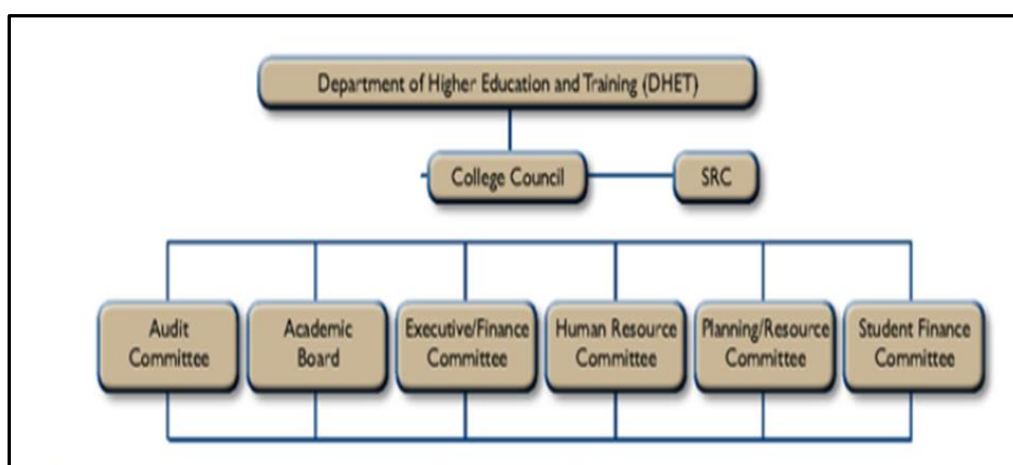 Department of Higher Education and Training (DHET)
College Council
SRC
Audit
Committee
Academic
Board
Executive/Finance
Committee
Human Resource
Committee
Planning/Resource
Committee
Student Finance
Committee